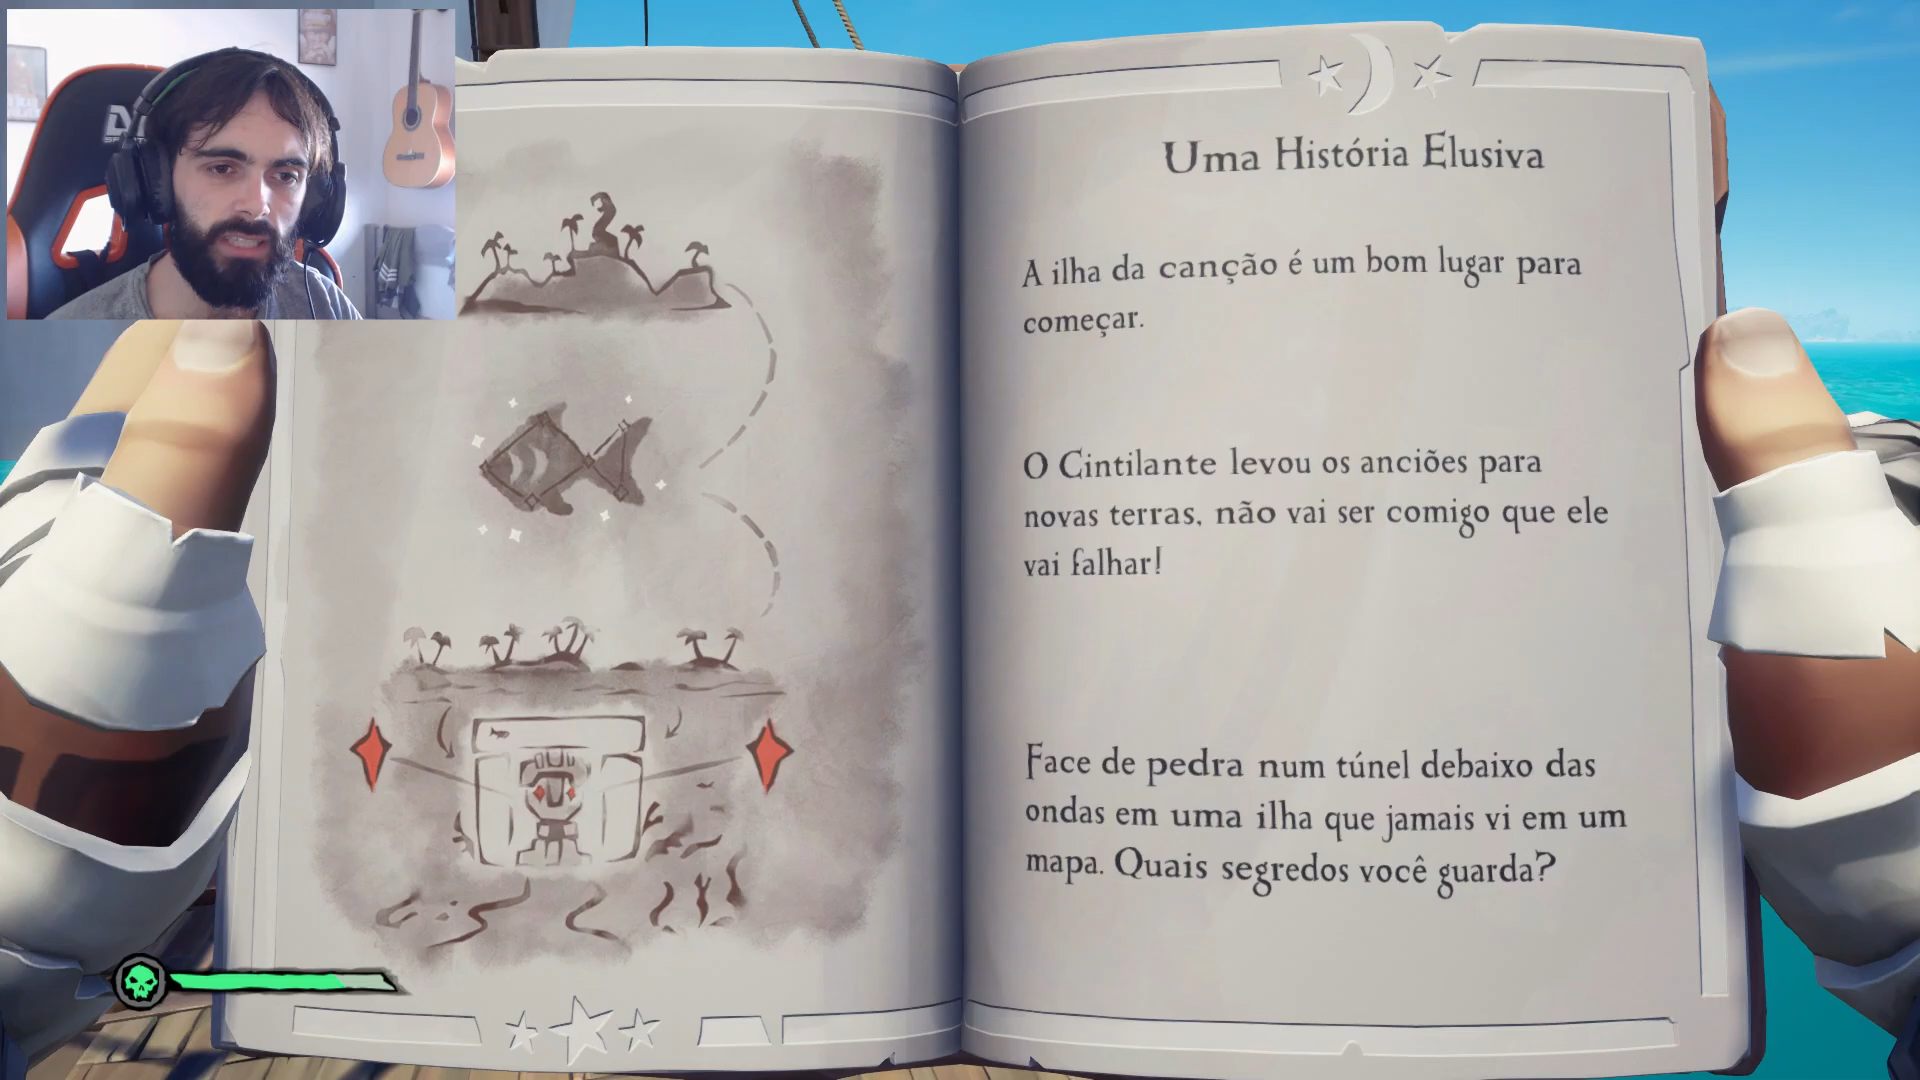 Uma História Elusiva
A ilha da canção é um bom lugar para
começar.
O Cintilante levou os anciões para
novas terras, não vai ser comigo que ele
vai falhar!
Face de pedra num túnel debaixo das
ondas em uma ilha que jamais vi em um
mapa. Quais segredos você guarda?